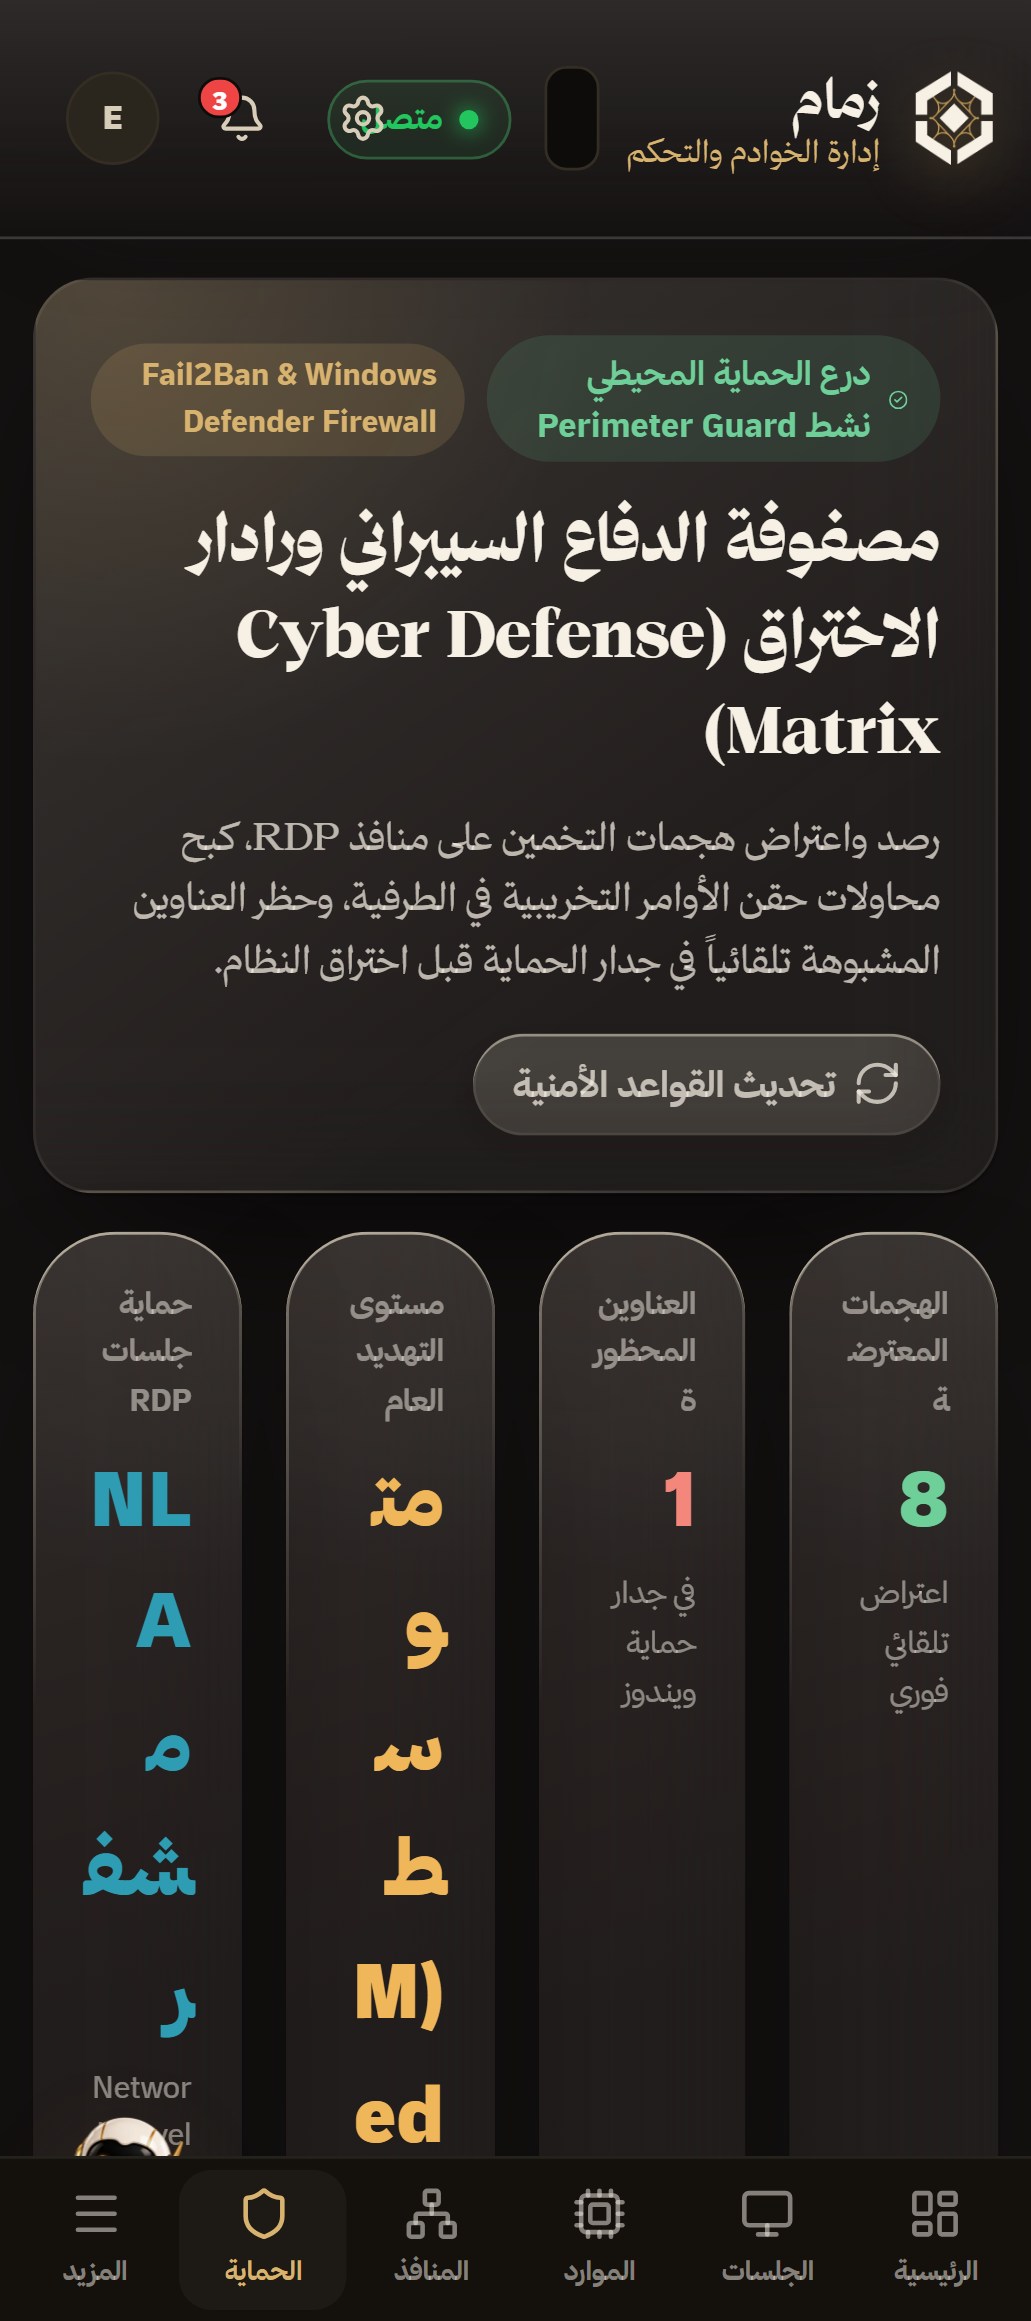 زمام
إدارة الخوادم والتحكم
متصل
3
E
درع الحماية المحيطي
نشط Perimeter Guard
Fail2Ban & Windows
Defender Firewall
مصفوفة الدفاع السيبراني ورادار
الاختراق (Cyber Defense
Matrix)
رصد واعتراض هجمات التخمين على منافذ RDP، كبح
محاولات حقن الأوامر التخريبية في الطرفية، وحظر العناوين
المشبوهة تلقائياً في جدار الحماية قبل اختراق النظام.
تحديث القواعد الأمنية
الهجمات
المعترض
ة
8
اعتراض
تلقائي
فوري
العناوين
المحظور
ة
1
في جدار
حماية
ويندوز
مستوى
التهديد
العام
مت
و
س
ط
(M
ed
حماية
جلسات
RDP
NL
A
م
شف
ر
Networ
الرئيسية
الجلسات
الموارد
المنافذ
الحماية
المزيد